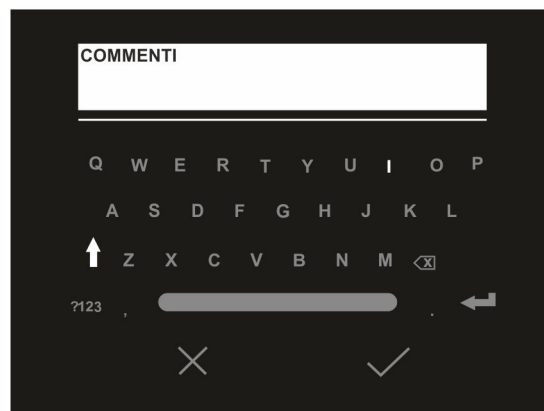 COMMENTI
Q W E R T Y U I O P
A S D F G H J K L
Z X C V B N M X
?123 , .